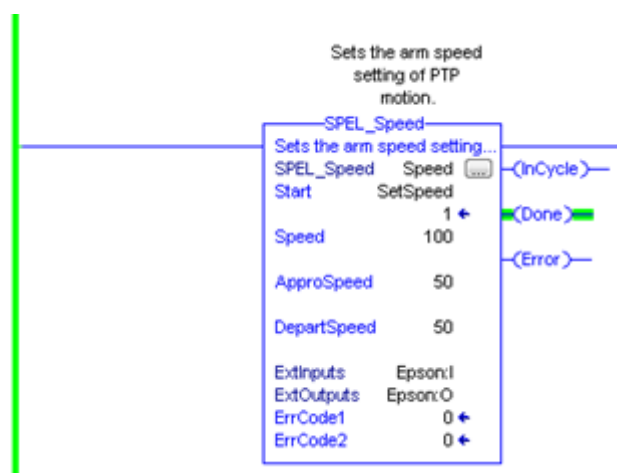 Sets the arm speed
setting of PTP
motion.
SPEL_Speed
Sets the arm speed setting...
SPEL_Speed Speed ... (InCycle)
Start SetSpeed
1 (Done)
Speed 100
(Error)
ApproSpeed 50
DepartSpeed 50
ExtInputs Epson:I
ExtOutputs Epson:O
ErrCode1 0
ErrCode2 0